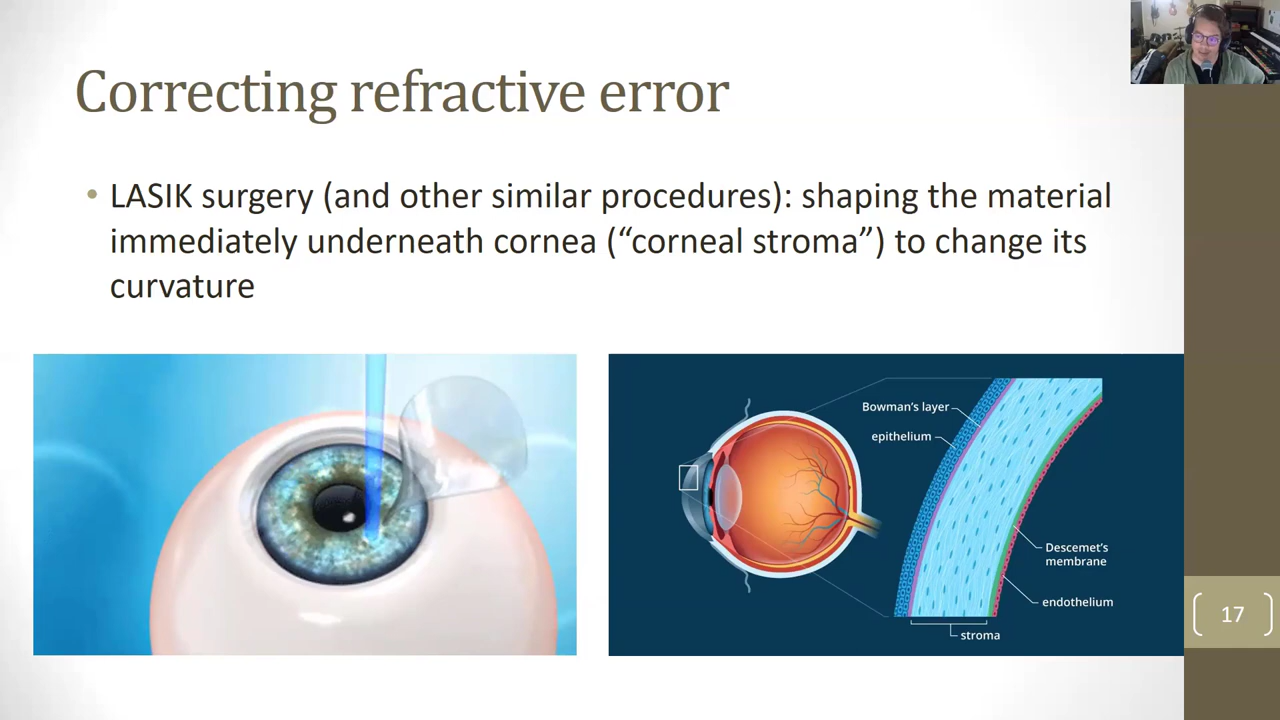 Correcting refractive error
• LASIK surgery (and other similar procedures): shaping the material
immediately underneath cornea (“corneal stroma”) to change its
curvature
Bowman’s layer
epithelium
Descemet’s
membrane
endothelium
stroma
17